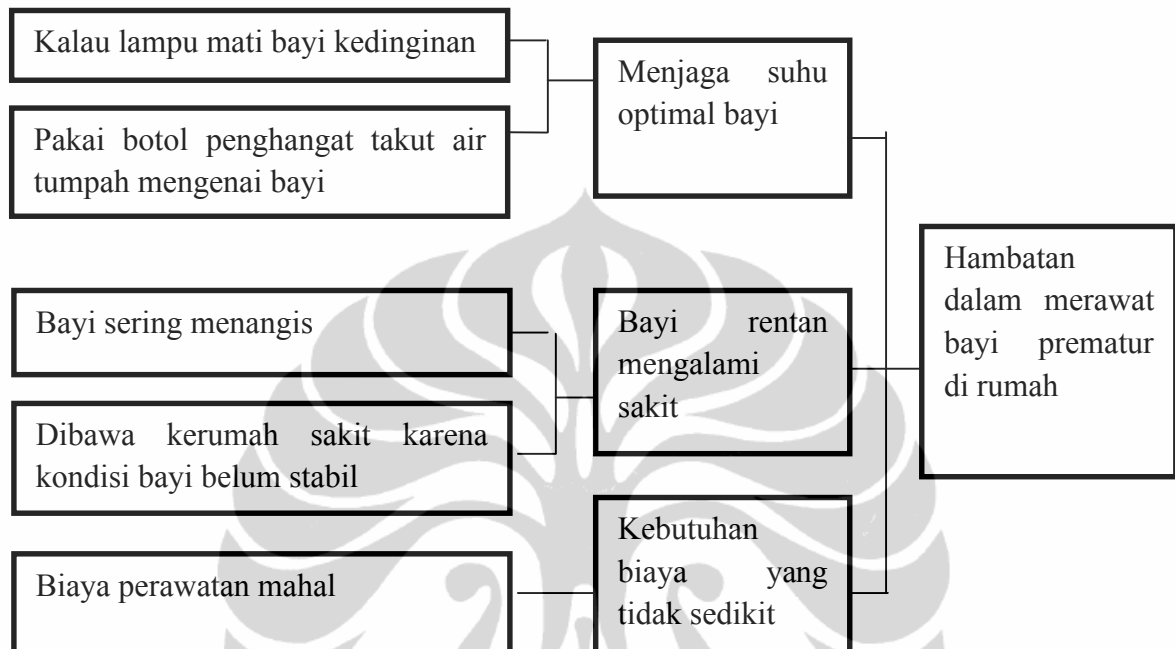 Kalau lampu mati bayi kedinginan
Pakai botol penghangat takut air
tumpah mengenai bayi
Menjaga suhu
optimal bayi
Bayi sering menangis
Dibawa kerumah sakit karena
kondisi bayi belum stabil
Bayi rentan
mengalami
sakit
Biaya perawatan mahal
Kebutuhan
biaya yang
tidak sedikit
Hambatan
dalam merawat
bayi prematur
di rumah